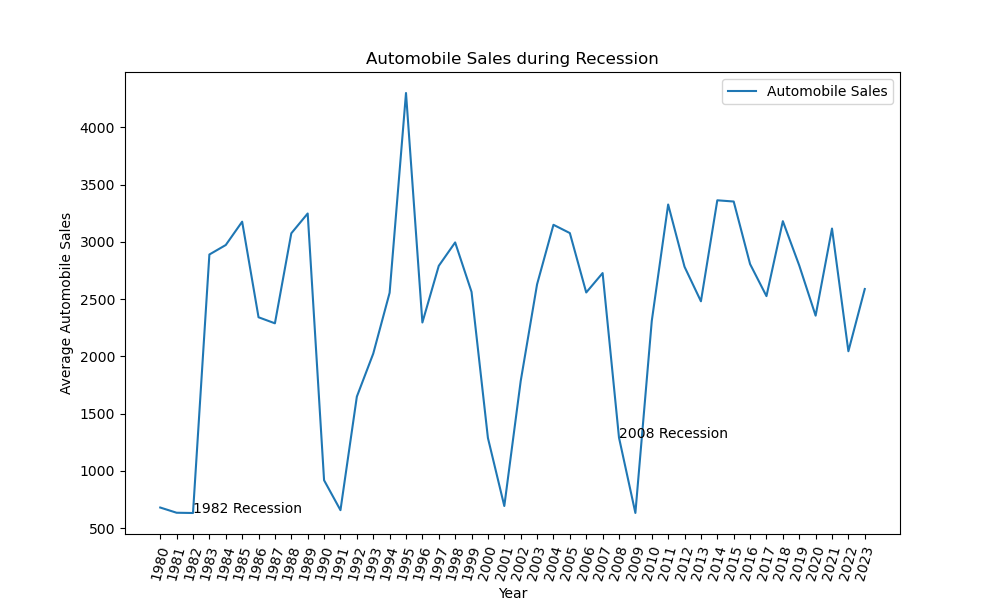 Automobile Sales during Recession
Automobile Sales
Average Automobile Sales
4000
3500
3000
2500
2000
1500
1000
500
2008 Recession
1982 Recession
1980 1981 1982 1983 1984 1985 1986 1987 1988 1989 1990 1991 1992 1993 1994 1995 1996 1997 1998 1999 2000 2001 2002 2003 2004 2005 2006 2007 2008 2009 2010 2011 2012 2013 2014 2015 2016 2017 2018 2019 2020 2021 2022 2023
Year